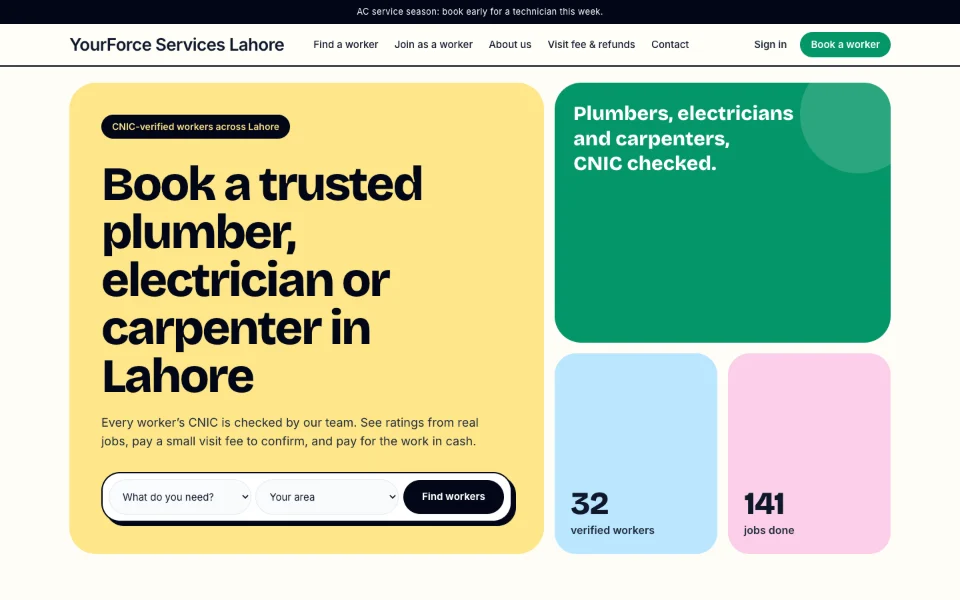 AC service season: book early for a technician this week.
YourForce Services Lahore
Find a worker
Join as a worker
About us
Visit fee & refunds
Contact
Sign in
Book a worker
CNIC-verified workers across Lahore
Book a trusted
plumber,
electrician or
carpenter in
Lahore
Every worker’s CNIC is checked by our team. See ratings from real
jobs, pay a small visit fee to confirm, and pay for the work in cash.
What do you need?
Your area
Find workers
Plumbers, electricians
and carpenters,
CNIC checked.
32
verified workers
141
jobs done